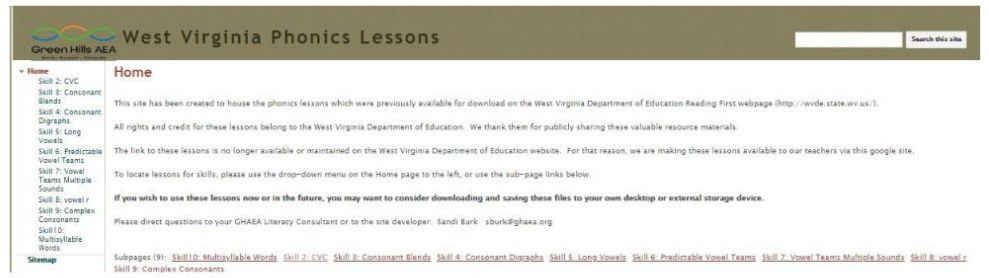 West Virginia Phonics Lessons
Green Hills AEA
Search this site
Home
Skill 2: CVC
Skill 3: Consonant
Blends
Skill 4: Consonant
Digraphs
Skill 5: Long
Vowels
Skill 6: Predictable
Vowel Teams
Skill 7: Vowel
Teams Multiple
Sounds
Skill 8: vowel r
Skill 9: Complex
Consonants
Skill10:
Multisyllable
Words
Sitemap
Home
This site has been created to house the phonics lessons which were previously available for download on the West Virginia Department of Education Reading First webpage (http://wvde.state.wv.us/).
All rights and credit for these lessons belong to the West Virginia Department of Education. We thank them for publicly sharing these valuable resource materials.
The link to these lessons is no longer available or maintained on the West Virginia Department of Education website. For that reason, we are making these lessons available to our teachers via this google site.
To locate lessons for skills, please use the drop-down menu on the Home page to the left, or use the sub-page links below.
If you wish to use these lessons now or in the future, you may want to consider downloading and saving these files to your own desktop or external storage device.
Please direct questions to your GHAEA Literacy Consultant or to the site developer: Sandi Burk sburk@ghaea.org
Subpages (9): Skill10: Multisyllable Words Skill 2: CVC Skill 3: Consonant Blends Skill 4: Consonant Digraphs Skill 5: Long Vowels Skill 6: Predictable Vowel Teams Skill 7: Vowel Teams Multiple Sounds Skill 8: vowel r
Skill 9: Complex Consonants